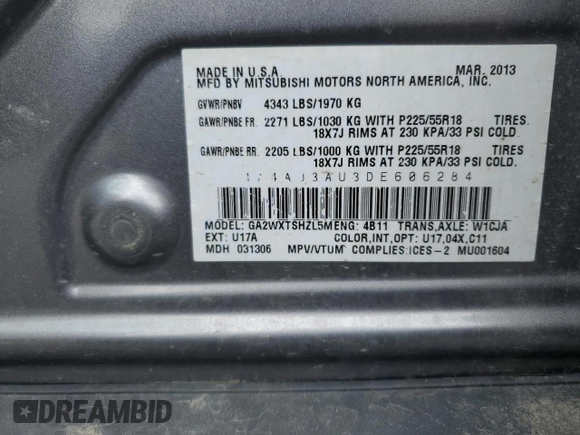 MADE IN U.S.A. MAR. 2013
MFD BY MITSUBISHI MOTORS NORTH AMERICA, INC.
GVWR/PNBV 4343 LBS/1970 KG
GAWR/PNBE FR. 2271 LBS/1030 KG WITH P225/55R18 TIRES.
18X7J RIMS AT 230 KPA/33 PSI COLD.
GAWR/PNBE RR. 2205 LBS/1000 KG WITH P225/55R18 TIRES.
18X7J RIMS AT 230 KPA/33 PSI COLD.
MODEL: GA2WXTSHZL5M ENG: 4B11 TRANS,AXLE: W1CJA
EXT: U17A COLOR,INT,OPT: U17,04X,C11
MDH 031306 MPV/VTUM COMPLIES:ICES-2 MU001604
DREAMBID